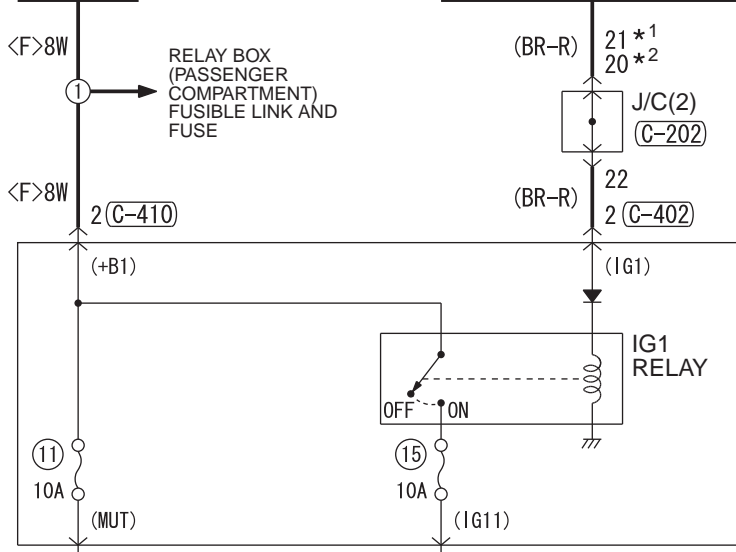 <F>8W
1
RELAY BOX
(PASSENGER
COMPARTMENT)
FUSIBLE LINK AND
FUSE
(BR-R)
21 *1
20 *2
J/C(2)
C-202
<F>8W
2 C-410
(BR-R)
22
2 C-402
(+B1)
(IG1)
IG1
RELAY
OFF
ON
11
10A
(MUT)
15
10A
(IG11)